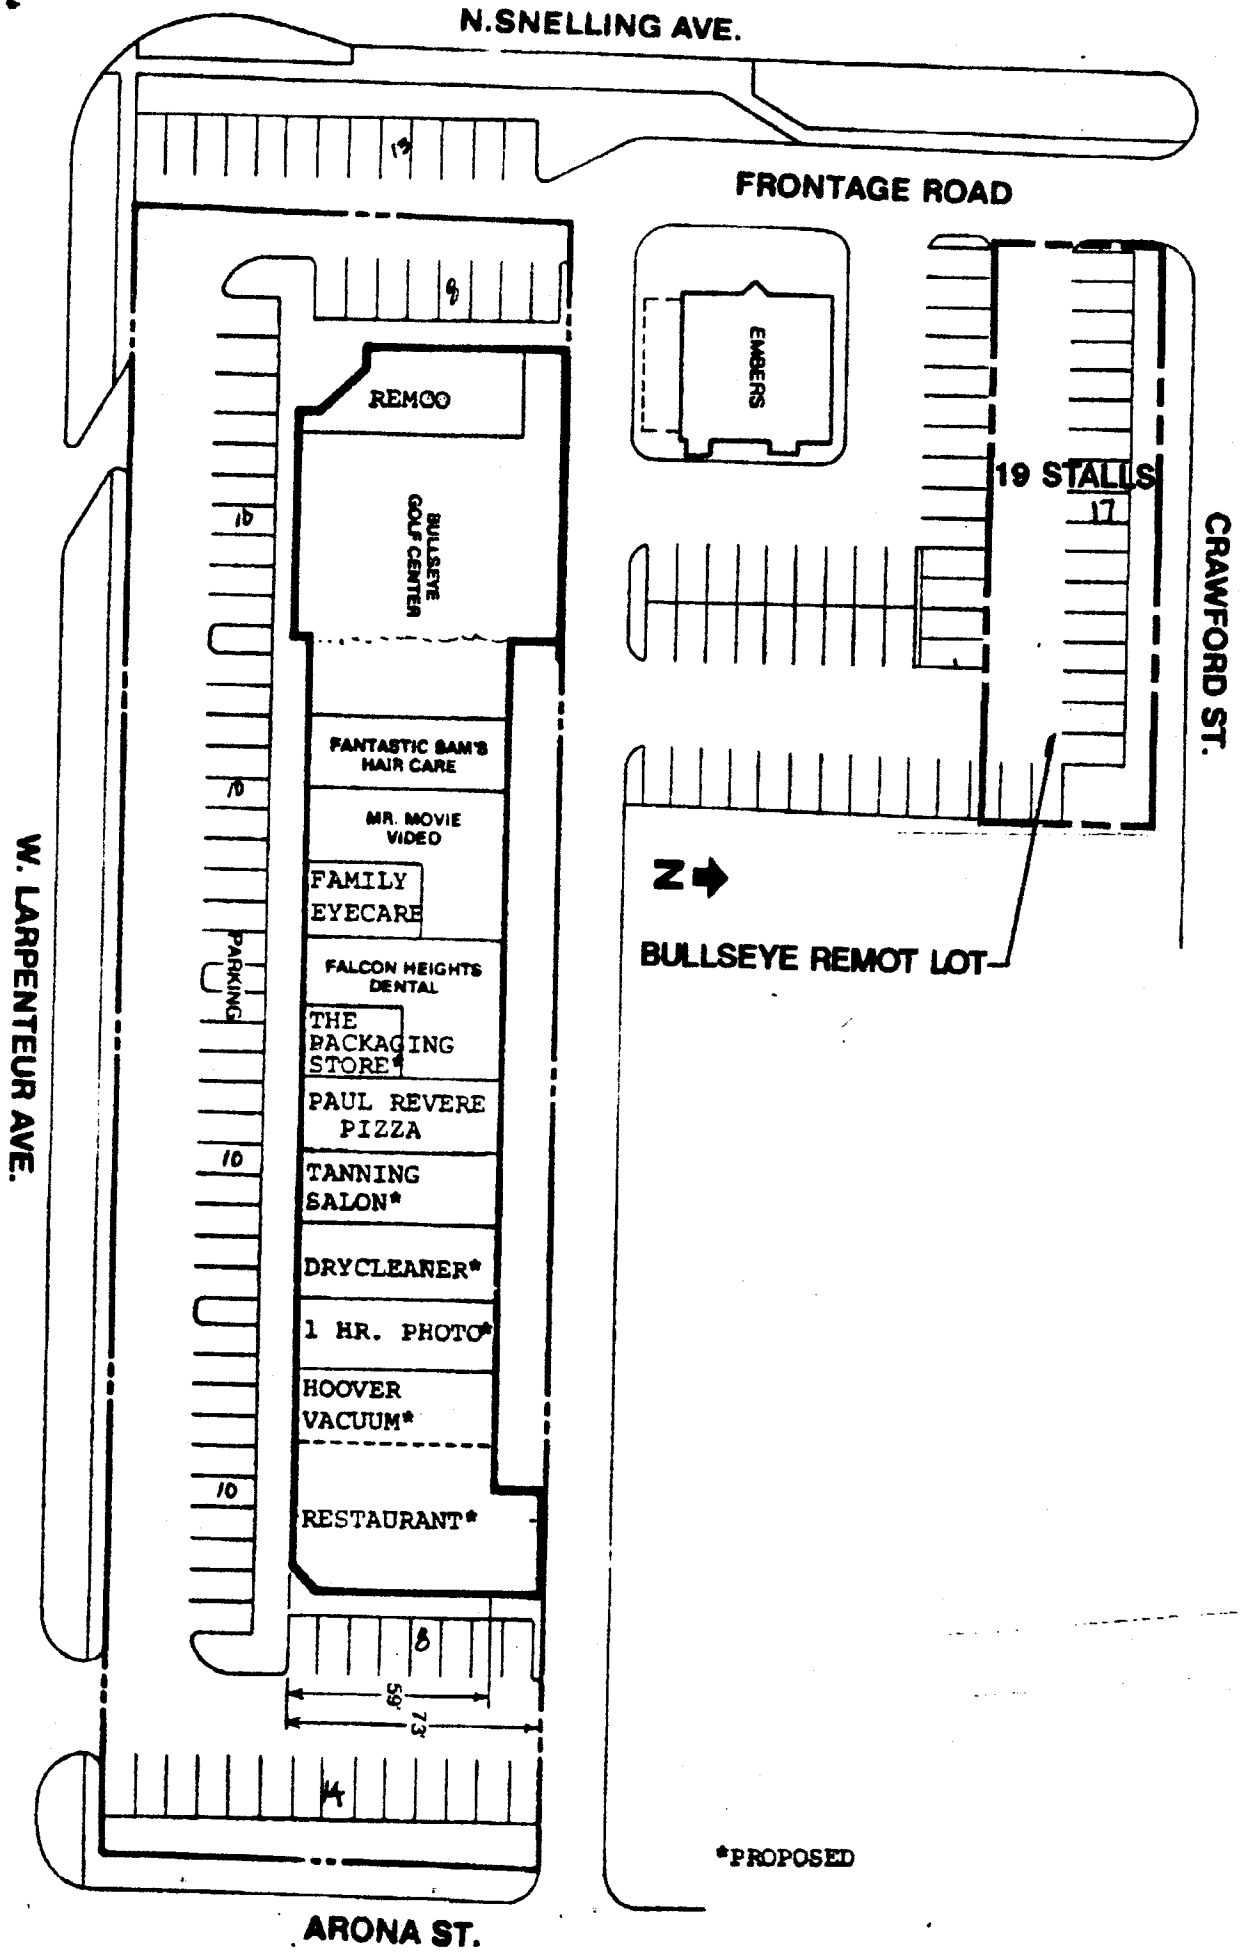 N.SNELLING AVE.
13
FRONTAGE ROAD
8
EMBERS
REMCO
19 STALLS
17
BULLSEYE
GOLF CENTER
10
CRAWFORD ST.
FANTASTIC SAM'S
HAIR CARE
10
MR. MOVIE
VIDEO
FAMILY
EYECARE
N
BULLSEYE REMOT LOT
W. LARPENTEUR AVE.
PARKING
FALCON HEIGHTS
DENTAL
THE
PACKAGING
STORE*
PAUL REVERE
PIZZA
10
TANNING
SALON*
DRYCLEANER*
1 HR. PHOTO*
HOOVER
VACUUM*
10
RESTAURANT*
8
59'
73'
14
*PROPOSED
ARONA ST.